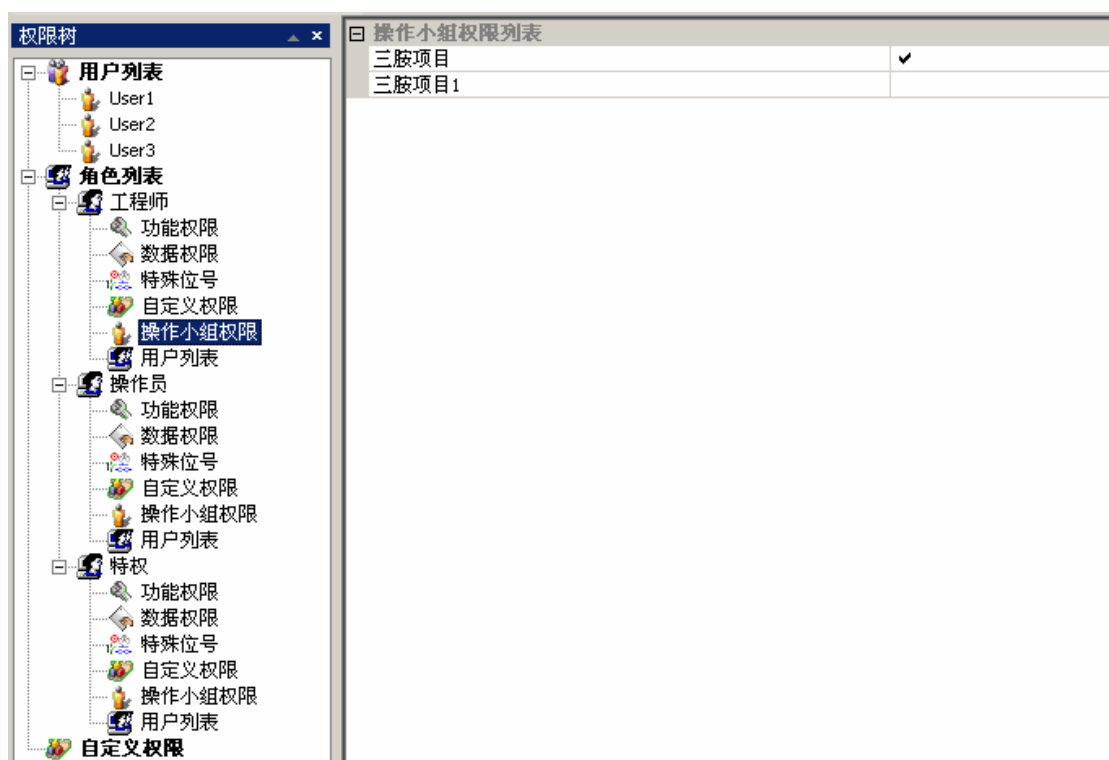 权限树
用户列表
User1
User2
User3
角色列表
工程师
功能权限
数据权限
特殊位号
自定义权限
操作小组权限
用户列表
操作员
功能权限
数据权限
特殊位号
自定义权限
操作小组权限
用户列表
特权
功能权限
数据权限
特殊位号
自定义权限
操作小组权限
用户列表
自定义权限
操作小组权限列表
三胺项目
三胺项目1